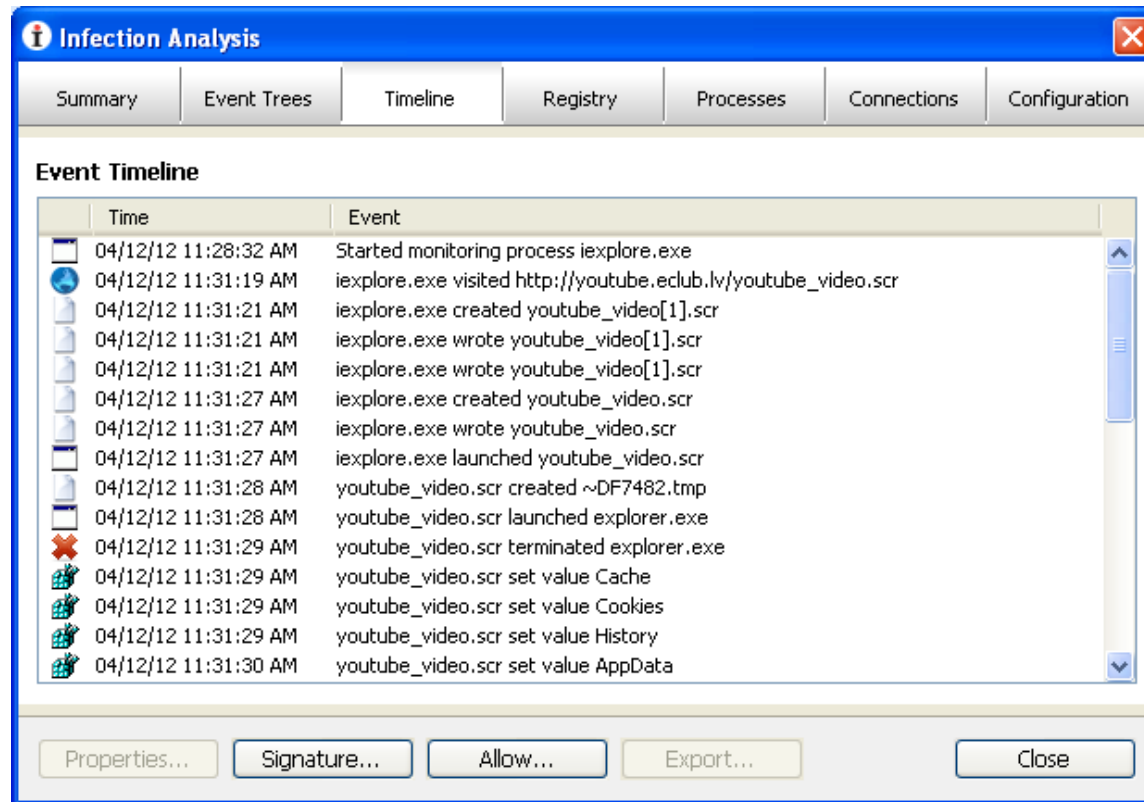 Infection Analysis
Summary Event Trees Timeline Registry Processes Connections Configuration
Event Timeline
Time Event
04/12/12 11:28:32 AM Started monitoring process iexplore.exe
04/12/12 11:31:19 AM iexplore.exe visited http://youtube.eclub.lv/youtube_video.scr
04/12/12 11:31:21 AM iexplore.exe created youtube_video[1].scr
04/12/12 11:31:21 AM iexplore.exe wrote youtube_video[1].scr
04/12/12 11:31:21 AM iexplore.exe wrote youtube_video[1].scr
04/12/12 11:31:27 AM iexplore.exe created youtube_video.scr
04/12/12 11:31:27 AM iexplore.exe wrote youtube_video.scr
04/12/12 11:31:27 AM iexplore.exe launched youtube_video.scr
04/12/12 11:31:28 AM youtube_video.scr created ~DF7482.tmp
04/12/12 11:31:28 AM youtube_video.scr launched explorer.exe
04/12/12 11:31:29 AM youtube_video.scr terminated explorer.exe
04/12/12 11:31:29 AM youtube_video.scr set value Cache
04/12/12 11:31:29 AM youtube_video.scr set value Cookies
04/12/12 11:31:29 AM youtube_video.scr set value History
04/12/12 11:31:30 AM youtube_video.scr set value AppData
Properties... Signature... Allow... Export... Close